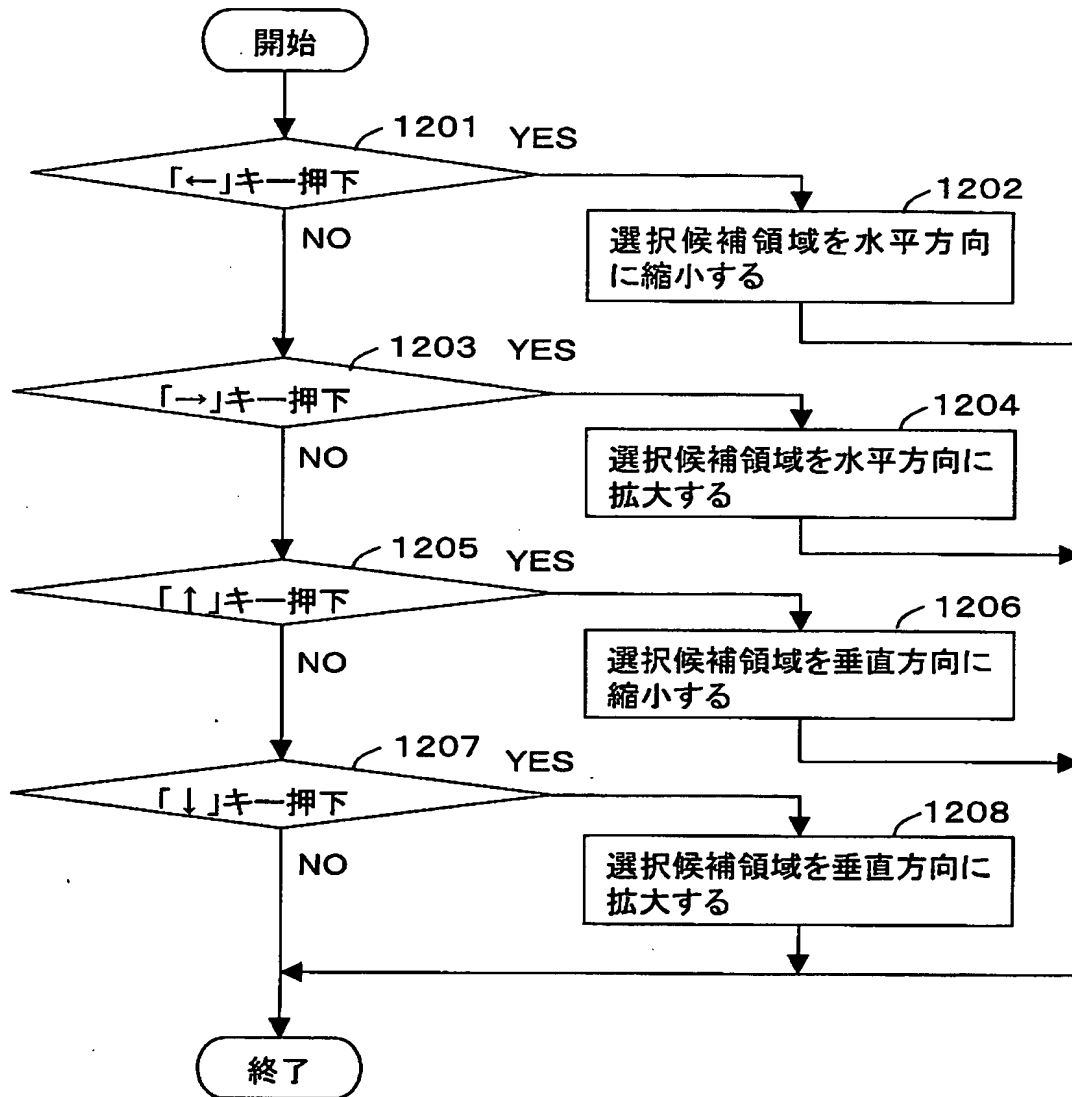 開始
1201
YES
「←」キー押下
1202
NO
選択候補領域を水平方向
に縮小する
1203
YES
「→」キー押下
1204
NO
選択候補領域を水平方向に
拡大する
1205
YES
「↑」キー押下
1206
NO
選択候補領域を垂直方向に
縮小する
1207
YES
「↓」キー押下
1208
NO
選択候補領域を垂直方向に
拡大する
終了